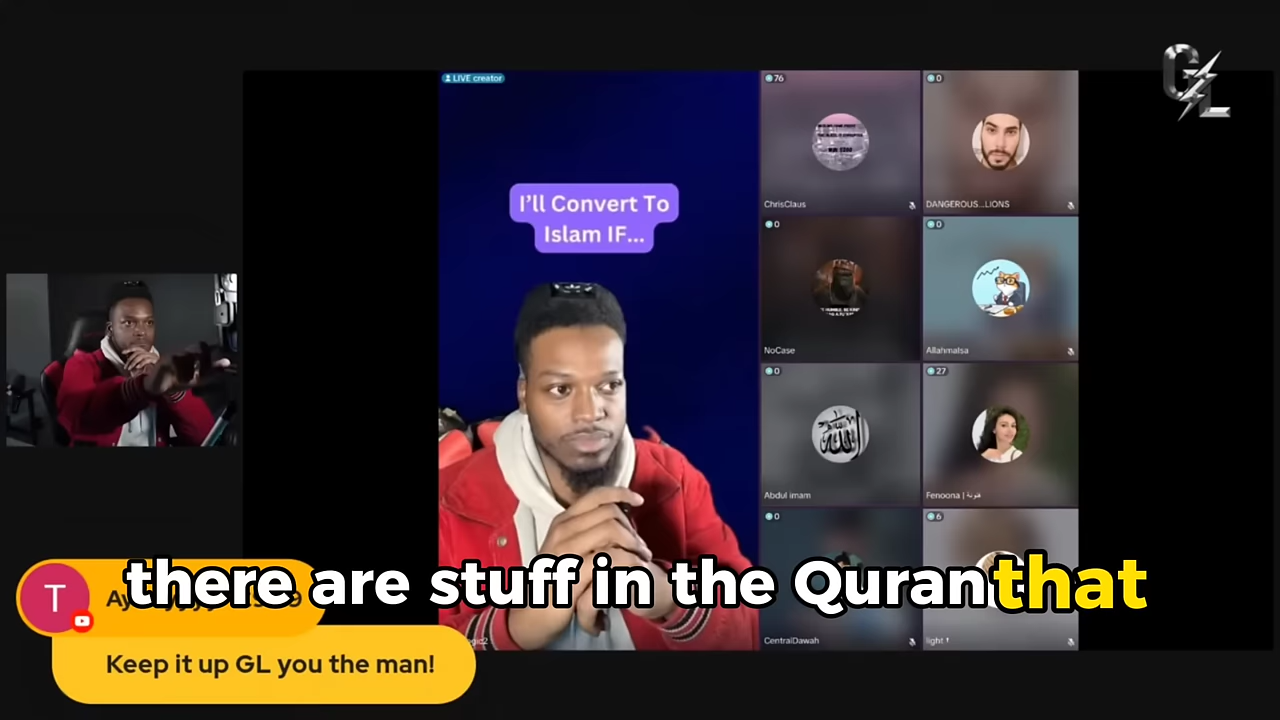 GL
LIVE creator
76
0
I'll Convert To
Islam IF...
ChrisClaus
DANGEROUS...LIONS
0
0
NoCase
Allahmalsa
0
27
الله
Abdul imam
Fenoona | فنونة
0
6
there are stuff in the Quran that
T
CentralDawah
light
Keep it up GL you the man!